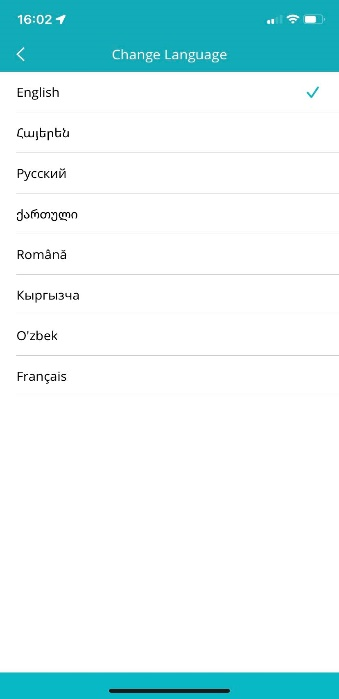 16:02
Change Language
English
Հայերեն
Русский
ქართული
Română
Кыргызча
O'zbek
Français